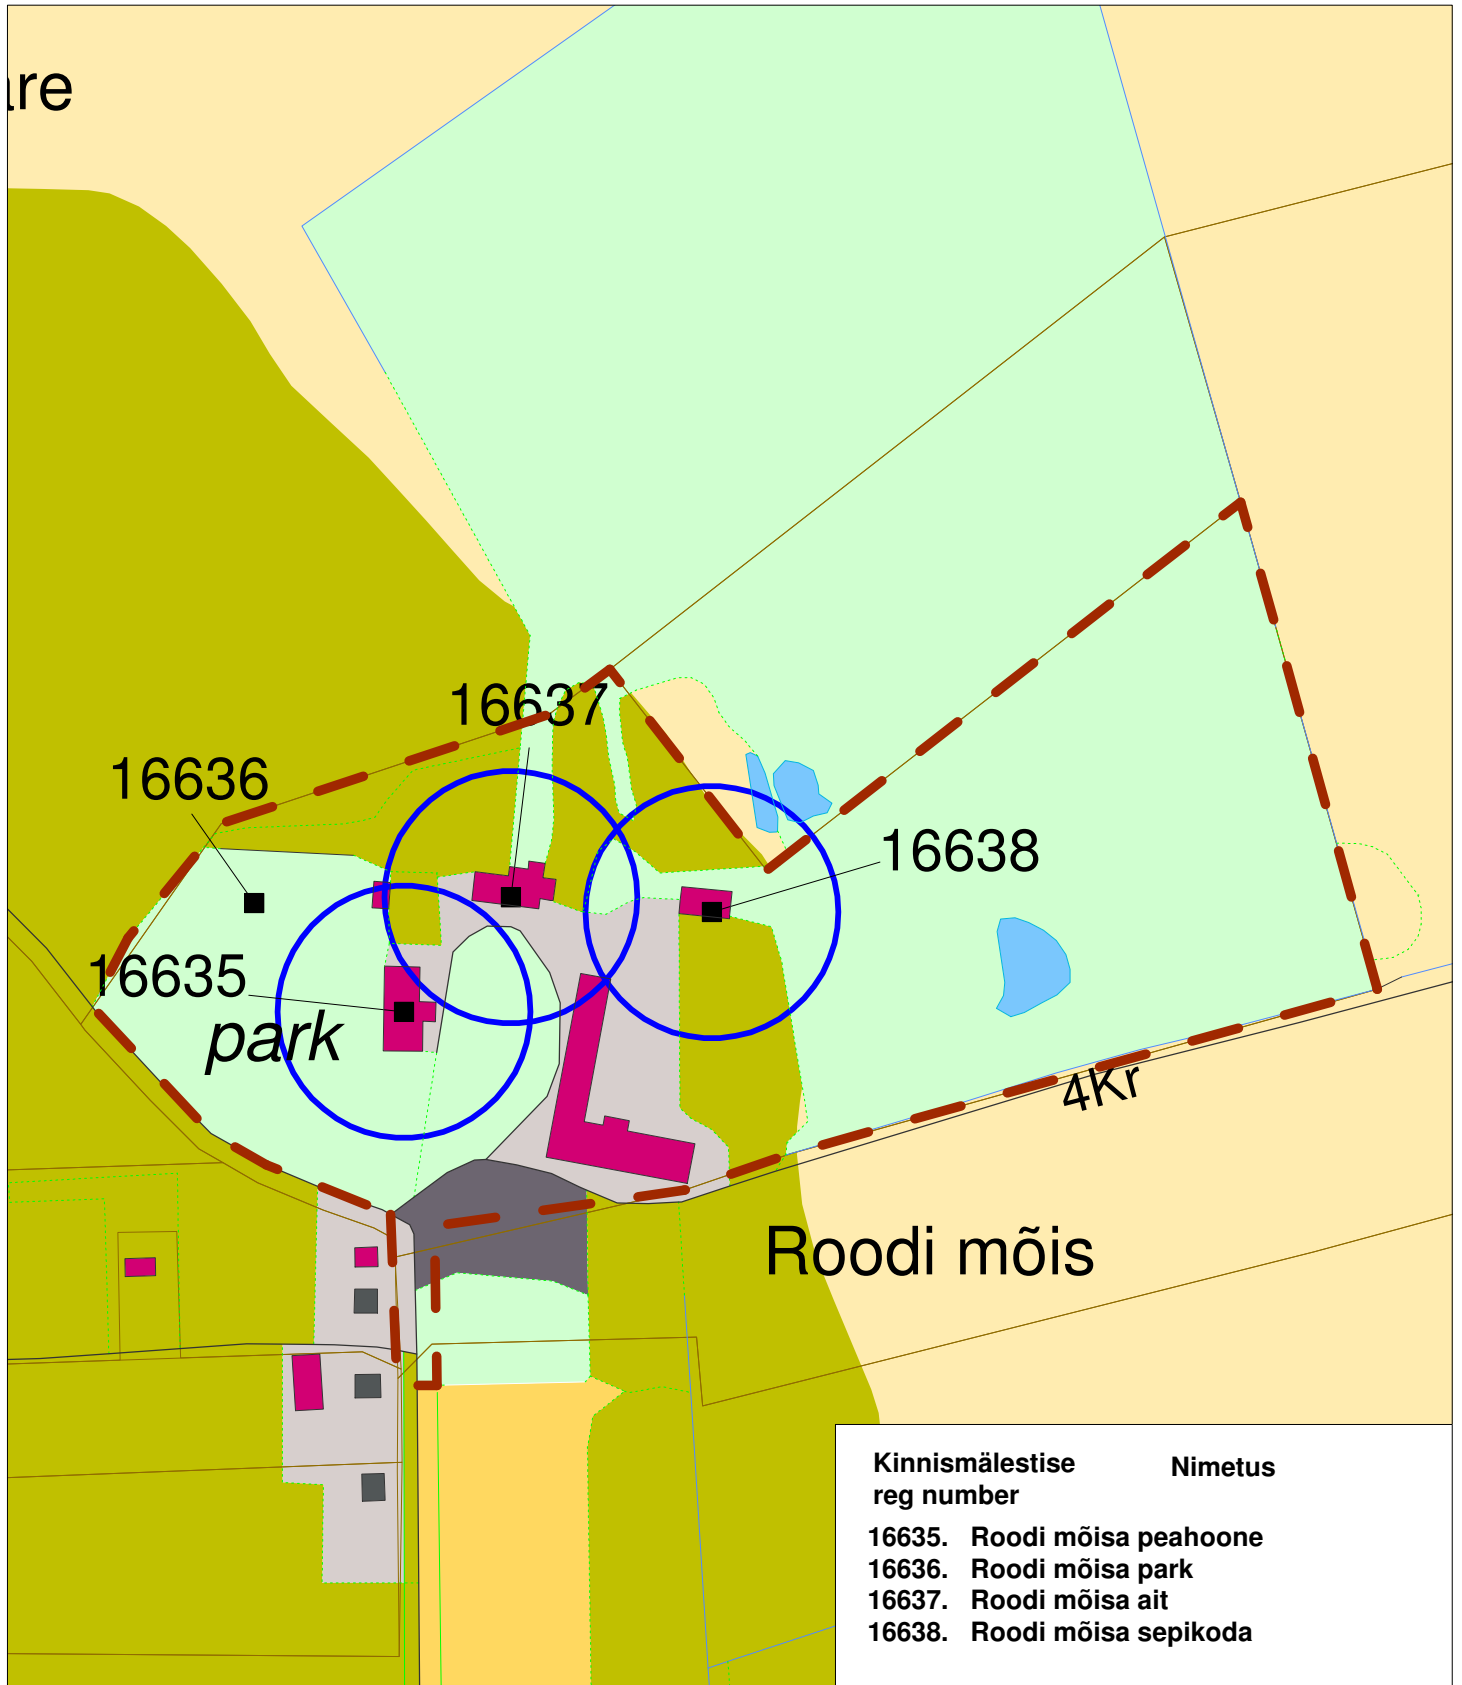 are
16637
16636
16638
16635
park
4Kr
Roodi mõis
Kinnismälestise Nimetus
reg number
16635. Roodi mõisa peahoone
16636. Roodi mõisa park
16637. Roodi mõisa ait
16638. Roodi mõisa sepikoda